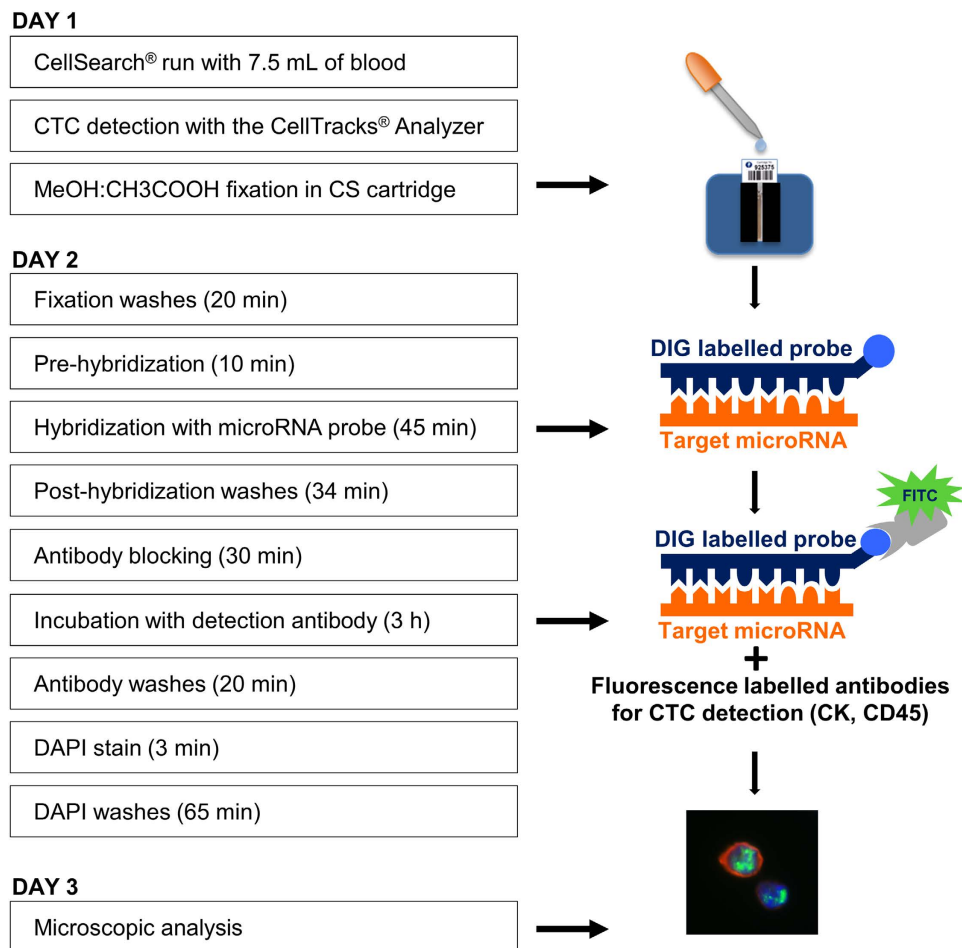 DAY 1
CellSearch® run with 7.5 mL of blood
CTC detection with the CellTracks® Analyzer
MeOH:CH3COOH fixation in CS cartridge
925375
DAY 2
Fixation washes (20 min)
Pre-hybridization (10 min)
Hybridization with microRNA probe (45 min)
Post-hybridization washes (34 min)
Antibody blocking (30 min)
Incubation with detection antibody (3 h)
Antibody washes (20 min)
DAPI stain (3 min)
DAPI washes (65 min)
DIG labelled probe
Target microRNA
FITC
DIG labelled probe
Target microRNA
+
Fluorescence labelled antibodies
for CTC detection (CK, CD45)
DAY 3
Microscopic analysis